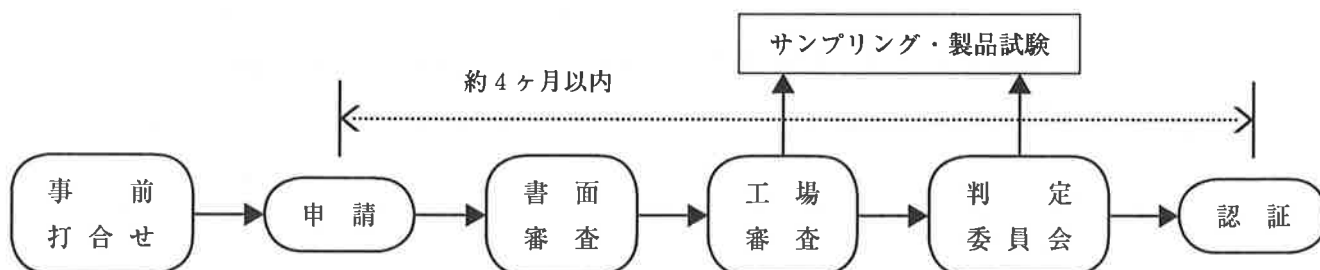 サンプリング・製品試験
約4ヶ月以内
事前
打合せ
申請
書面
審査
工場
審査
判定
委員会
認証